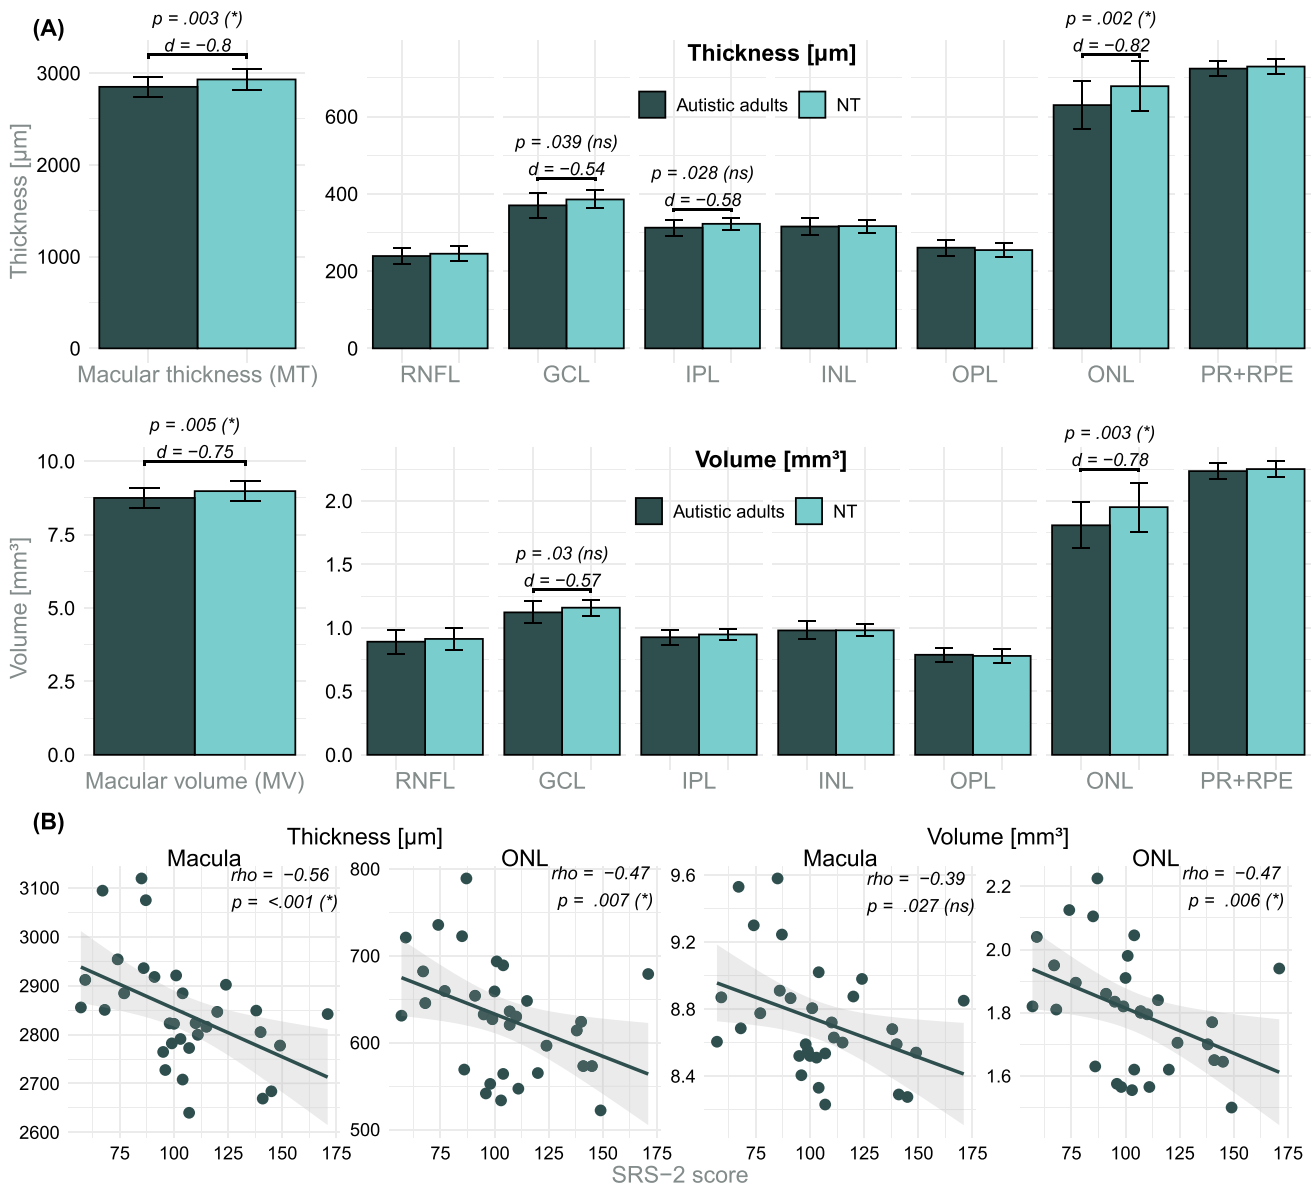 (A)
p = .003 (*)
d = −0.8
Thickness [µm]
Autistic adults
NT
p = .039 (ns)
d = −0.54
p = .028 (ns)
d = −0.58
p = .002 (*)
d = −0.82
Thickness [µm]
3000
2000
1000
0
600
400
200
0
Macular thickness (MT)
RNFL
GCL
IPL
INL
OPL
ONL
PR+RPE
p = .005 (*)
d = −0.75
Volume [mm³]
Autistic adults
NT
p = .03 (ns)
d = −0.57
p = .003 (*)
d = −0.78
Volume [mm³]
10.0
7.5
5.0
2.5
0.0
2.0
1.5
1.0
0.5
0.0
Macular volume (MV)
RNFL
GCL
IPL
INL
OPL
ONL
PR+RPE
(B)
Thickness [µm]
Volume [mm³]
Macula
rho = −0.56
p = <.001 (*)
3100
3000
2900
2800
2700
2600
75 100 125 150 175
ONL
rho = −0.47
p = .007 (*)
800
700
600
500
75 100 125 150 175
Macula
rho = −0.39
p = .027 (ns)
9.6
9.2
8.8
8.4
75 100 125 150 175
ONL
rho = −0.47
p = .006 (*)
2.2
2.0
1.8
1.6
75 100 125 150 175
SRS−2 score